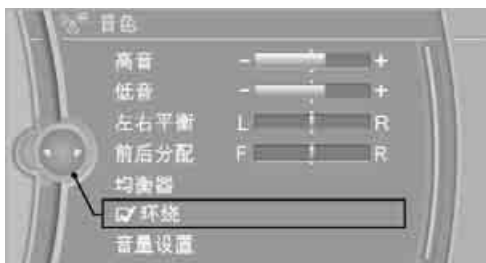 音色
高音 - +
低音 - +
左右平衡 L R
前后分配 F R
均衡器
环绕
音量设置